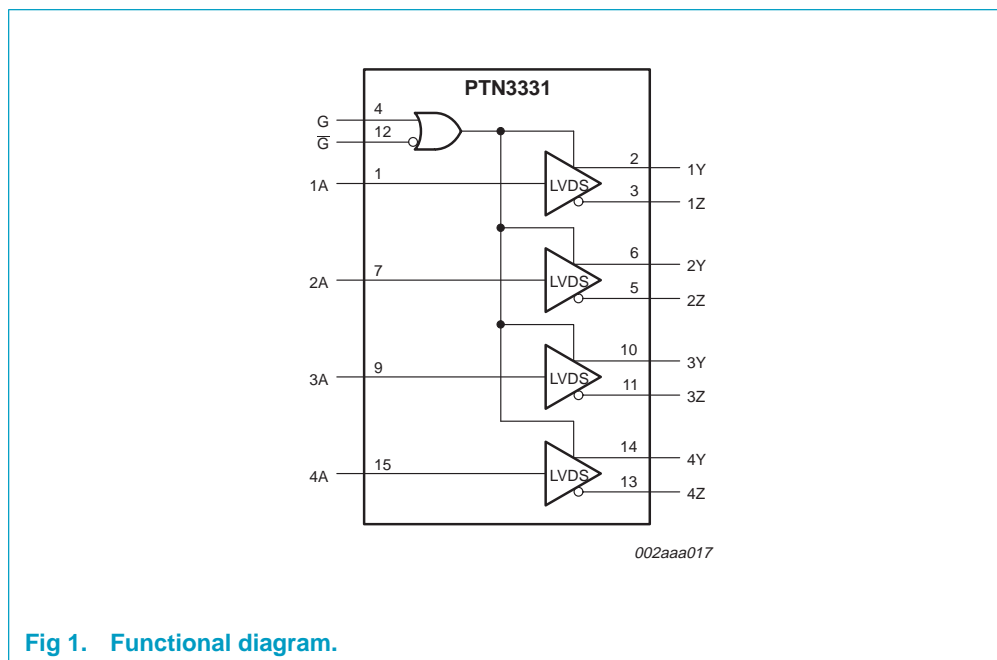 PTN3331
G 4
G̅ 12
1A 1 LVDS 2 1Y
3 1Z
2A 7 LVDS 6 2Y
5 2Z
3A 9 LVDS 10 3Y
11 3Z
4A 15 LVDS 14 4Y
13 4Z
002aaa017
Fig 1. Functional diagram.